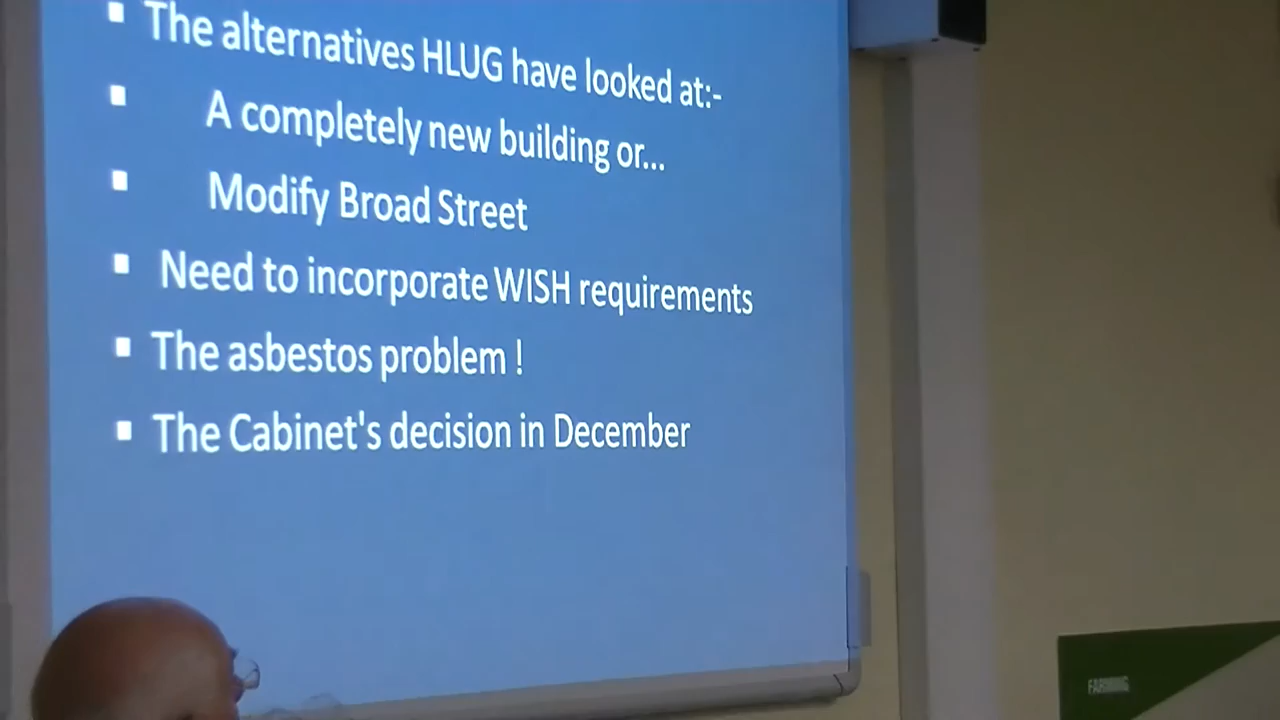 The alternatives HLUG have looked at:-
A completely new building or...
Modify Broad Street
Need to incorporate WISH requirements
The asbestos problem !
The Cabinet's decision in December
FARMING